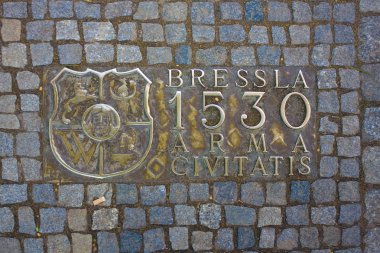 BRESSLA
1530
ARMA
CIVITATIS
W